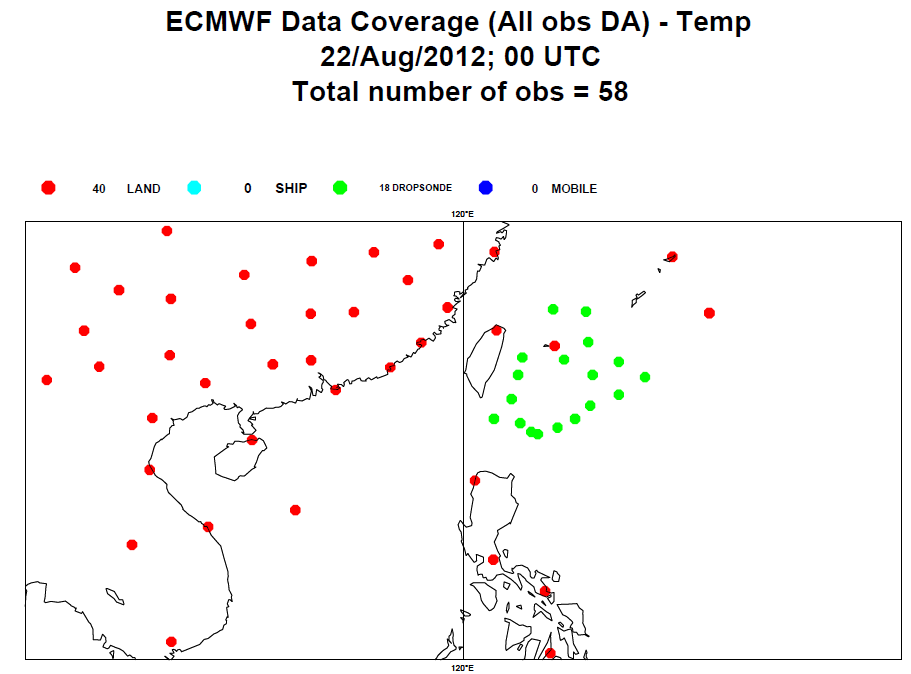 ECMWF Data Coverage (All obs DA) - Temp
22/Aug/2012; 00 UTC
Total number of obs = 58
40 LAND 0 SHIP 18 DROPSONDE 0 MOBILE
120°E
120°E